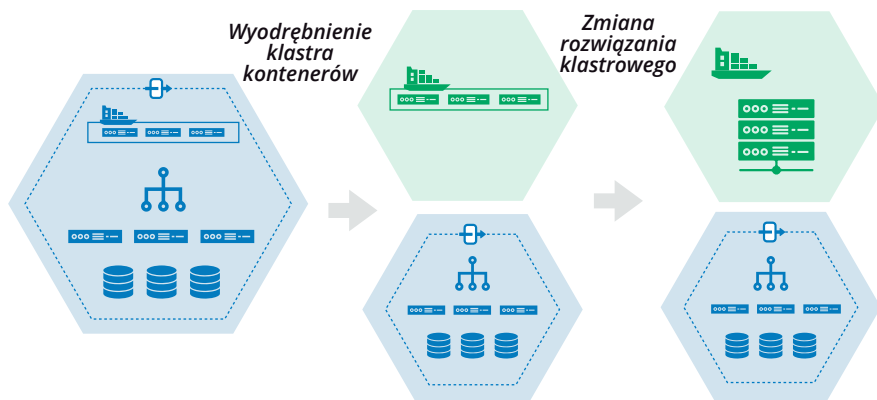 Wyodrębnienie
klastra
kontenerów
Zmiana
rozwiązania
klastrowego